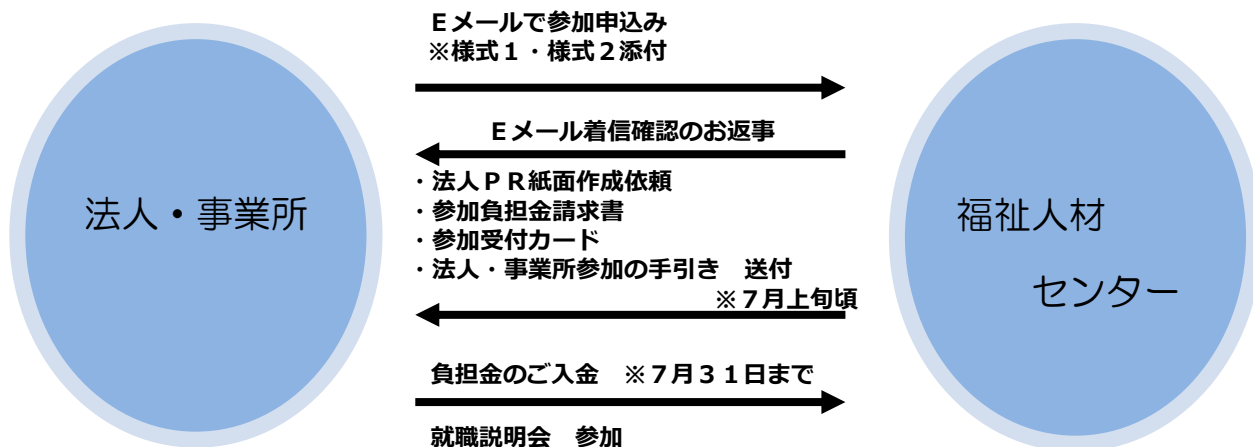 Ｅメールで参加申込み
※様式１・様式２添付
Ｅメール着信確認のお返事
・法人ＰＲ紙面作成依頼
・参加負担金請求書
・参加受付カード
・法人・事業所参加の手引き　送付
※７月上旬頃
法人・事業所
福祉人材
センター
負担金のご入金　※７月３１日まで
就職説明会　参加